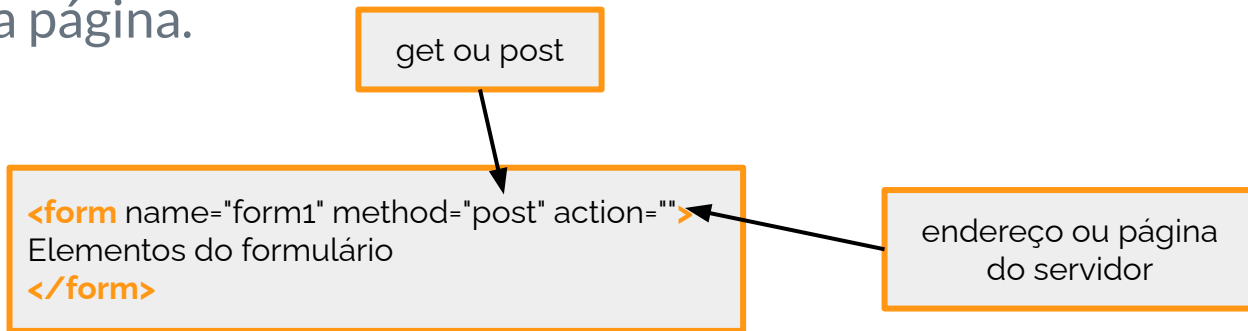 a página.
get ou post
<form name="form1" method="post" action="">
Elementos do formulário
</form>
endereço ou página
do servidor